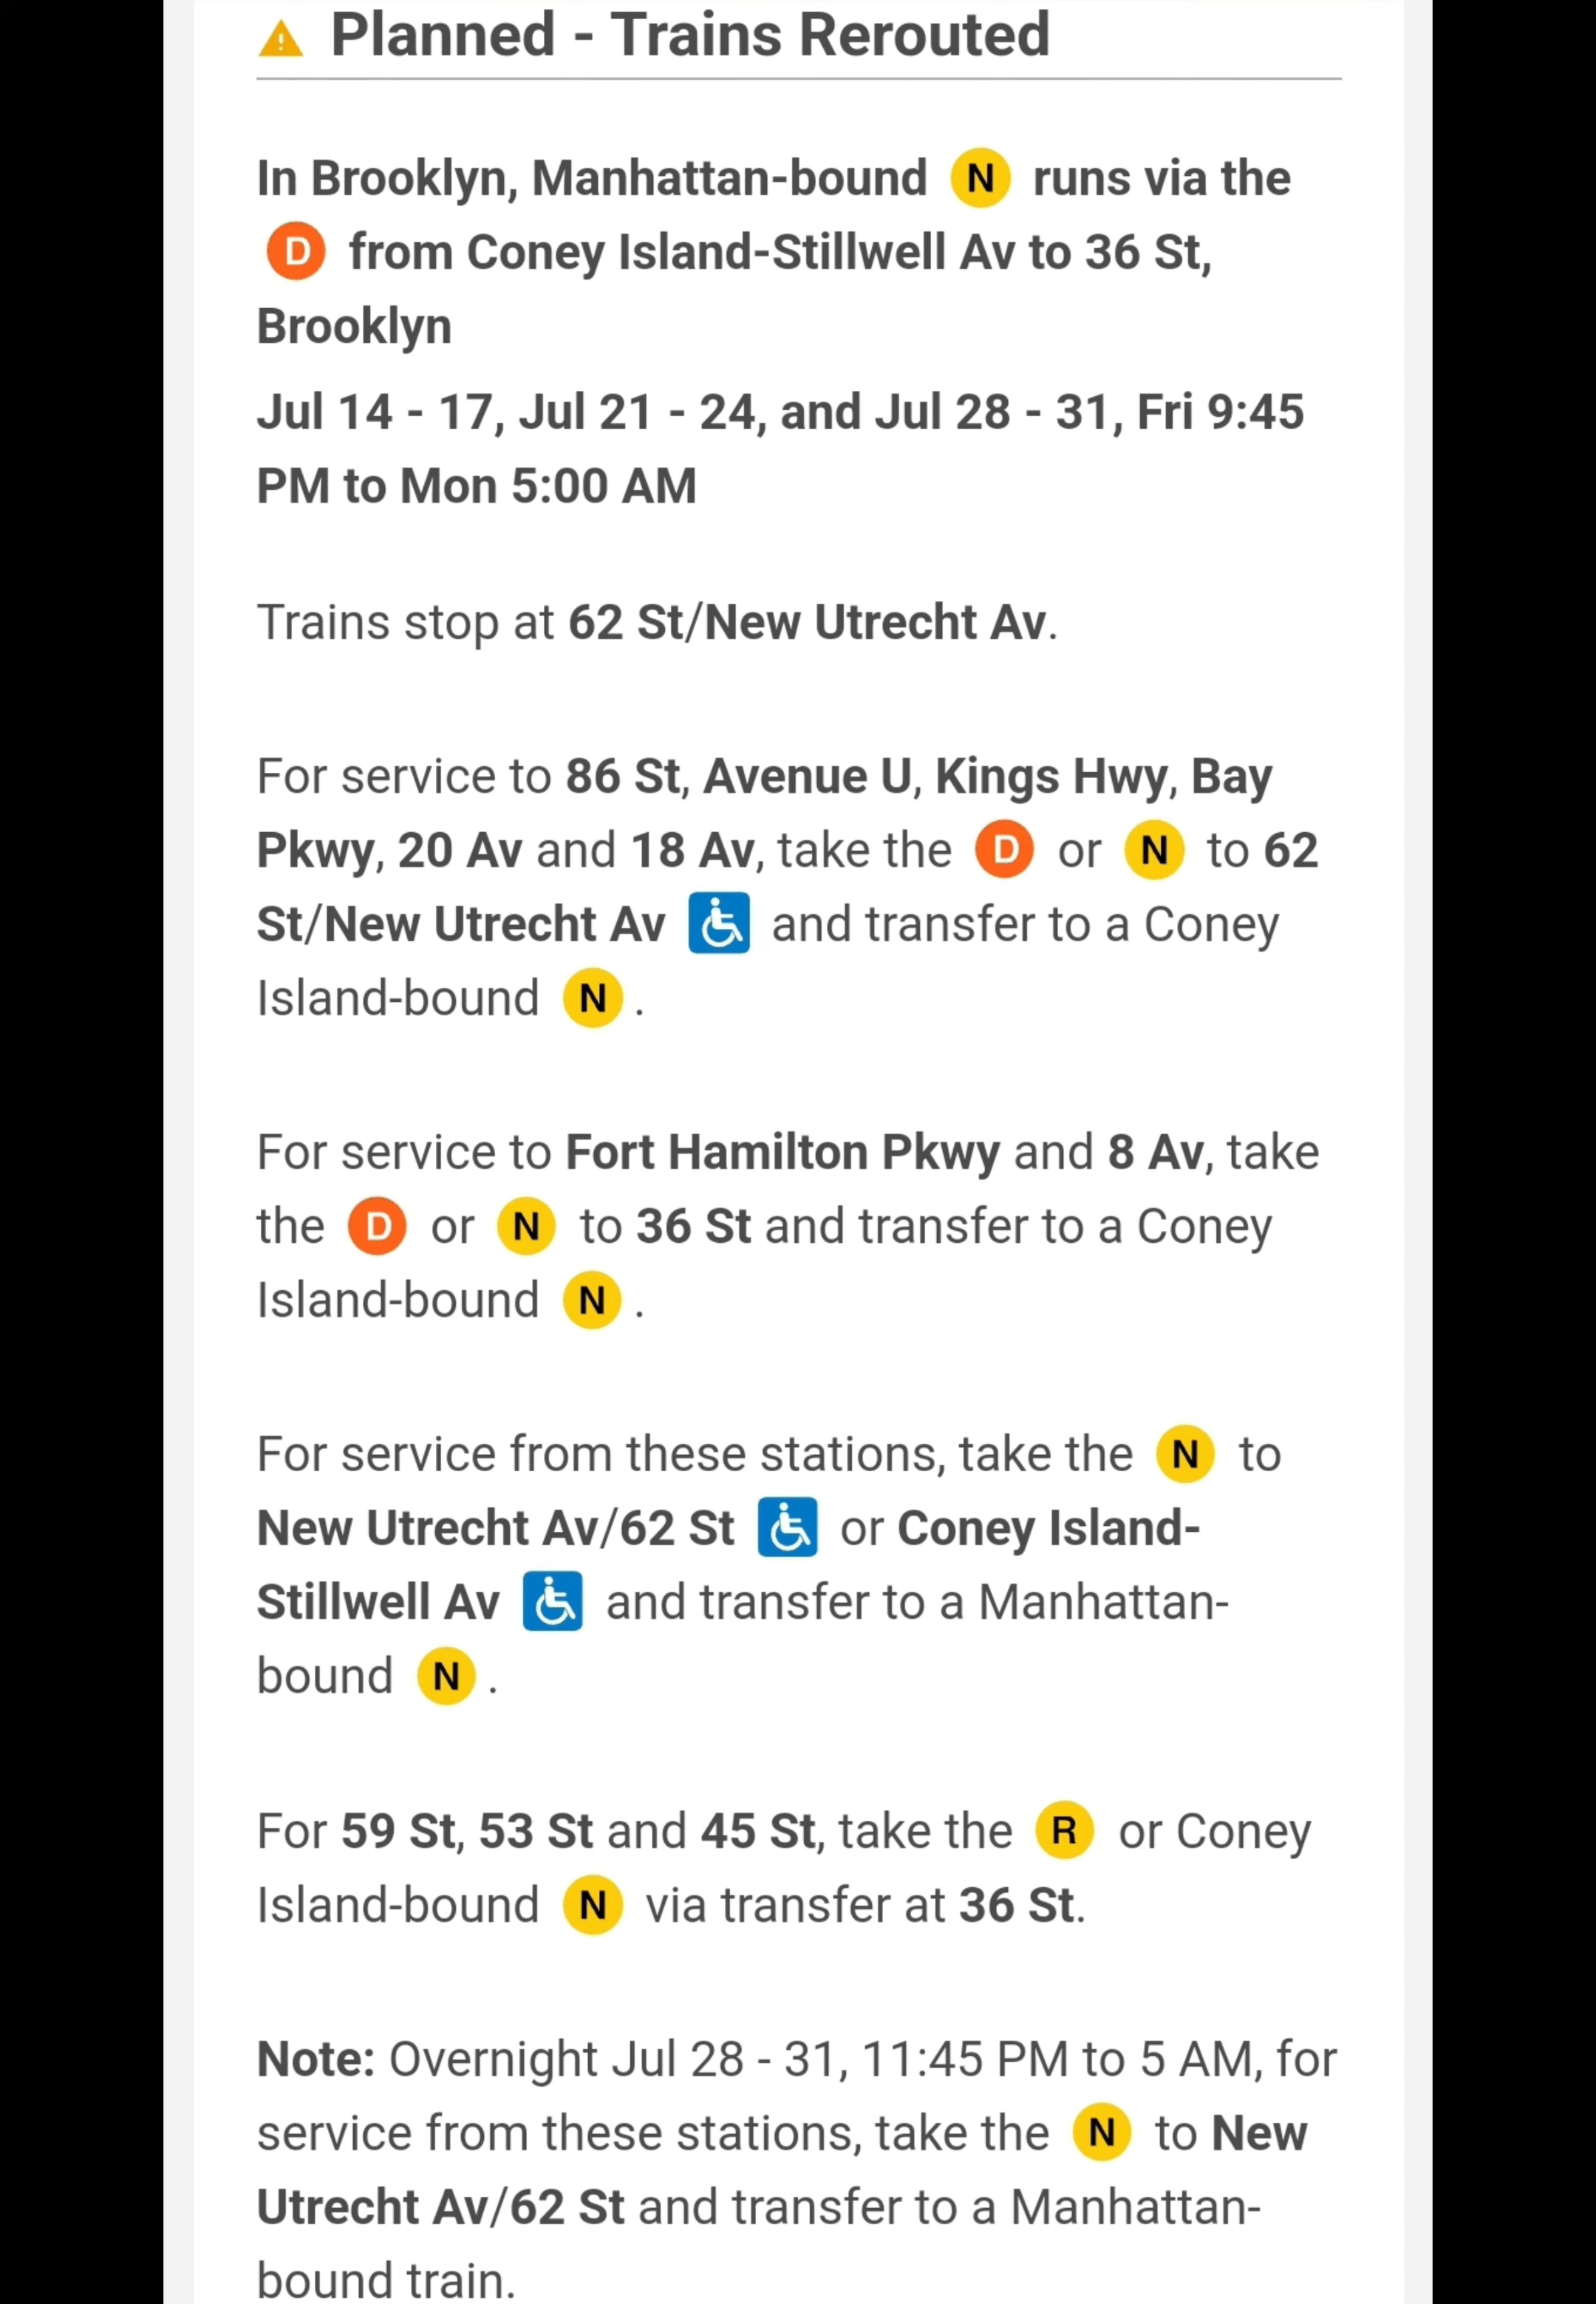 Planned - Trains Rerouted
In Brooklyn, Manhattan-bound N runs via the
D from Coney Island-Stillwell Av to 36 St,
Brooklyn
Jul 14 - 17, Jul 21 - 24, and Jul 28 - 31, Fri 9:45
PM to Mon 5:00 AM
Trains stop at 62 St/New Utrecht Av.
For service to 86 St, Avenue U, Kings Hwy, Bay
Pkwy, 20 Av and 18 Av, take the D or N to 62
St/New Utrecht Av and transfer to a Coney
Island-bound N.
For service to Fort Hamilton Pkwy and 8 Av, take
the D or N to 36 St and transfer to a Coney
Island-bound N.
For service from these stations, take the N to
New Utrecht Av/62 St or Coney Island-
Stillwell Av and transfer to a Manhattan-
bound N.
For 59 St, 53 St and 45 St, take the R or Coney
Island-bound N via transfer at 36 St.
Note: Overnight Jul 28 - 31, 11:45 PM to 5 AM, for
service from these stations, take the N to New
Utrecht Av/62 St and transfer to a Manhattan-
bound train.